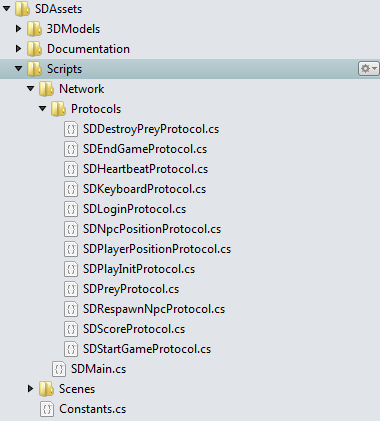 SDAssets
3DModels
Documentation
Scripts
Network
Protocols
SDDestroyPreyProtocol.cs
SDEndGameProtocol.cs
SDHeartbeatProtocol.cs
SDKeyboardProtocol.cs
SDLoginProtocol.cs
SDNpcPositionProtocol.cs
SDPlayerPositionProtocol.cs
SDPlayInitProtocol.cs
SDPreyProtocol.cs
SDRespawnNpcProtocol.cs
SDScoreProtocol.cs
SDStartGameProtocol.cs
SDMain.cs
Scenes
Constants.cs